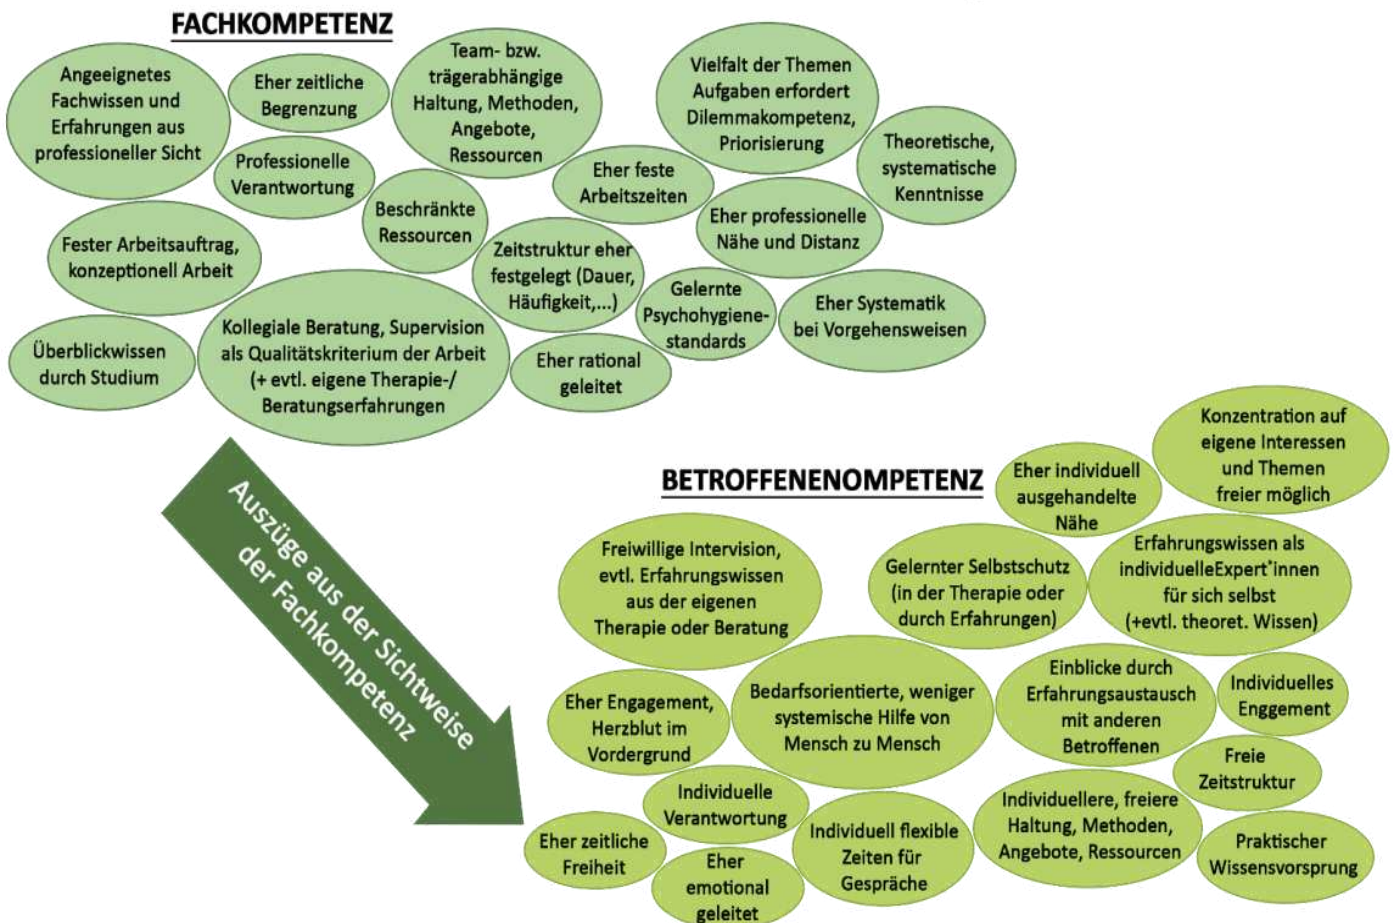 FACHKOMPETENZ
Angeeignetes
Fachwissen und
Erfahrungen aus
professioneller Sicht
Eher zeitliche
Begrenzung
Team- bzw.
trägerabhängige
Haltung, Methoden,
Angebote,
Ressourcen
Vielfalt der Themen
Aufgaben erfordert
Dilemmakompetenz,
Priorisierung
Theoretische,
systematische
Kenntnisse
Professionelle
Verantwortung
Beschränkte
Ressourcen
Eher feste
Arbeitszeiten
Eher professionelle
Nähe und Distanz
Fester Arbeitsauftrag,
konzeptionell Arbeit
Zeitstruktur eher
festgelegt (Dauer,
Häufigkeit,...)
Gelernte
Psychohygiene-
standards
Eher Systematik
bei Vorgehensweisen
Überblickwissen
durch Studium
Kollegiale Beratung, Supervision
als Qualitätskriterium der Arbeit
(+ evtl. eigene Therapie-/
Beratungserfahrungen
Eher rational
geleitet
Auszüge aus der Sichtweise
der Fachkompetenz
BETROFFENENOMPETENZ
Eher individuell
ausgehandelte
Nähe
Konzentration auf
eigene Interessen
und Themen
freier möglich
Freiwillige Intervision,
evtl. Erfahrungswissen
aus der eigenen
Therapie oder Beratung
Gelernter Selbstschutz
(in der Therapie oder
durch Erfahrungen)
Erfahrungswissen als
individuelleExpert*innen
für sich selbst
(+evtl. theoret. Wissen)
Eher Engagement,
Herzblut im
Vordergrund
Bedarfsorientierte, weniger
systemische Hilfe von
Mensch zu Mensch
Einblicke durch
Erfahrungsaustausch
mit anderen
Betroffenen
Individuelles
Enggement
Freie
Zeitstruktur
Individuelle
Verantwortung
Eher zeitliche
Freiheit
Eher
emotional
geleitet
Individuell flexible
Zeiten für
Gespräche
Individuellere, freiere
Haltung, Methoden,
Angebote, Ressourcen
Praktischer
Wissensvorsprung